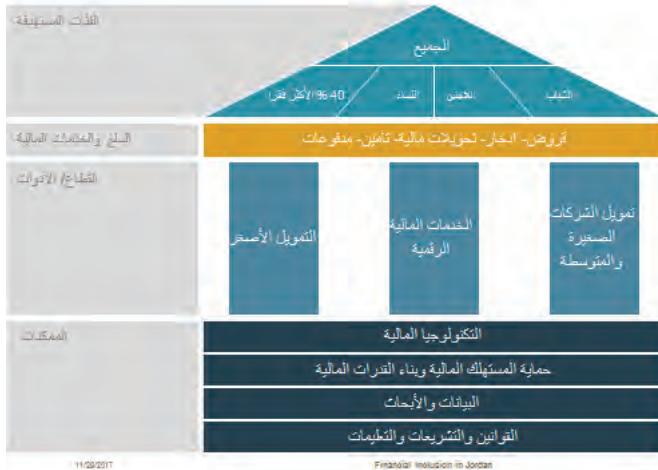 الفئات المستهدفة
الجميع
الشباب
اللاجئين
النساء
40 % الأكثر فقرا
السلع والخدمات المالية
قروض- ادخار- تحويلات مالية- تأمين- مدفوعات
القطاع/ الأدوات
تمويل الشركات
الصغيرة
والمتوسطة
الخدمات المالية
الرقمية
التمويل الأصغر
الممكنات
التكنولوجيا المالية
حماية المستهلك المالية وبناء القدرات المالية
البيانات والأبحاث
القوانين والتشريعات والتعليمات
11/29/2017
Financial Inclusion in Jordan